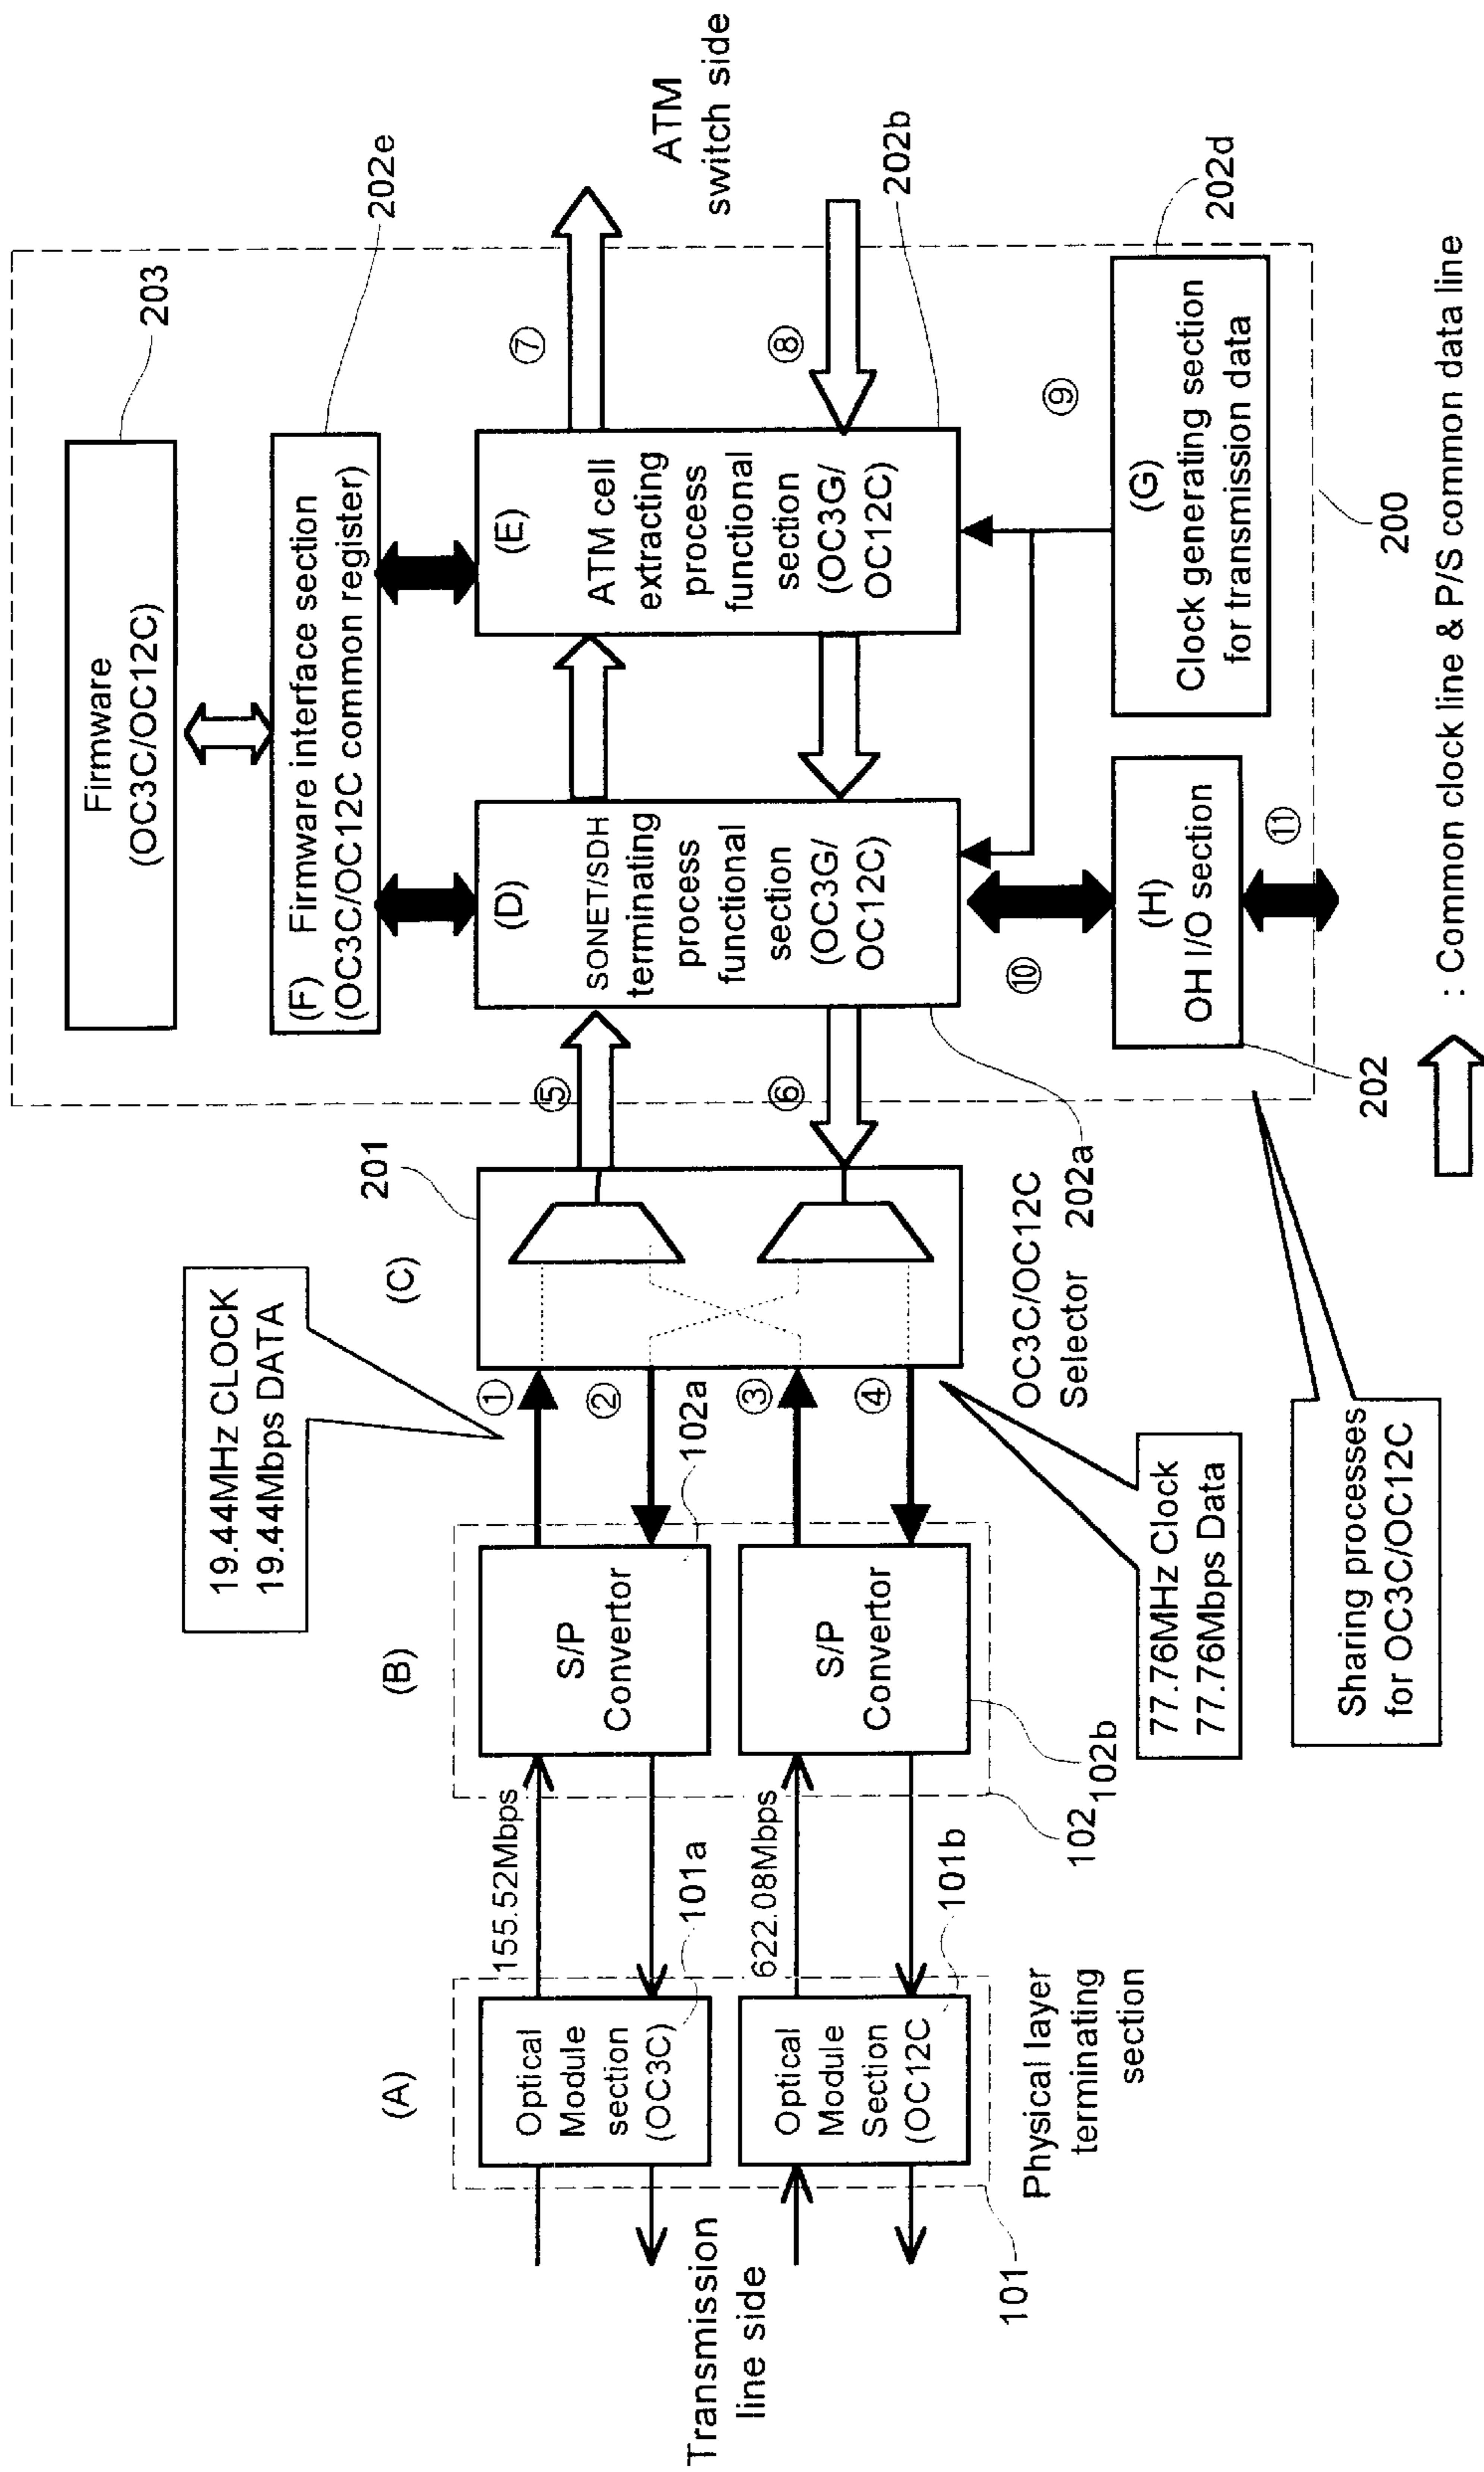 Firmware
(OC3C/OC12C)
203
(F) Firmware interface section
(OC3C/OC12C common register)
202e
19.44MHz CLOCK
19.44Mbps DATA
(A)
(B)
(C)
201
Optical
Module
section
(OC3C)
101a
155.52Mbps
S/P
Convertor
102a
①
②
Optical
Module
Section
(OC12C)
101b
622.08Mbps
S/P
Convertor
102b
102
③
④
⑤
⑥
(D)
SONET/SDH
terminating
process
functional
section
(OC3G/
OC12C)
(E)
ATM cell
extracting
process
functional
section
(OC3G/
OC12C)
⑦
⑧
ATM
switch side
202b
Transmission
line side
101
Physical layer
terminating
section
OC3C/OC12C
Selector
202a
77.76MHz Clock
77.76Mbps Data
⑨
⑩
(H)
OH I/O section
⑪
202
(G)
Clock generating section
for transmission data
202d
200
Sharing processes
for OC3C/OC12C
: Common clock line & P/S common data line